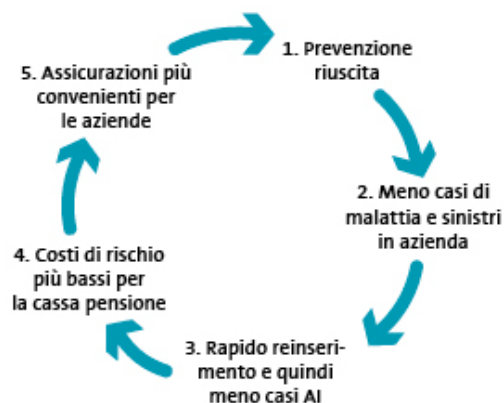 1. Prevenzione
riuscita
2. Meno casi di
malattia e sinistri
in azienda
3. Rapido reinseri-
mento e quindi
meno casi AI
4. Costi di rischio
più bassi per
la cassa pensione
5. Assicurazioni più
convenienti per
le aziende